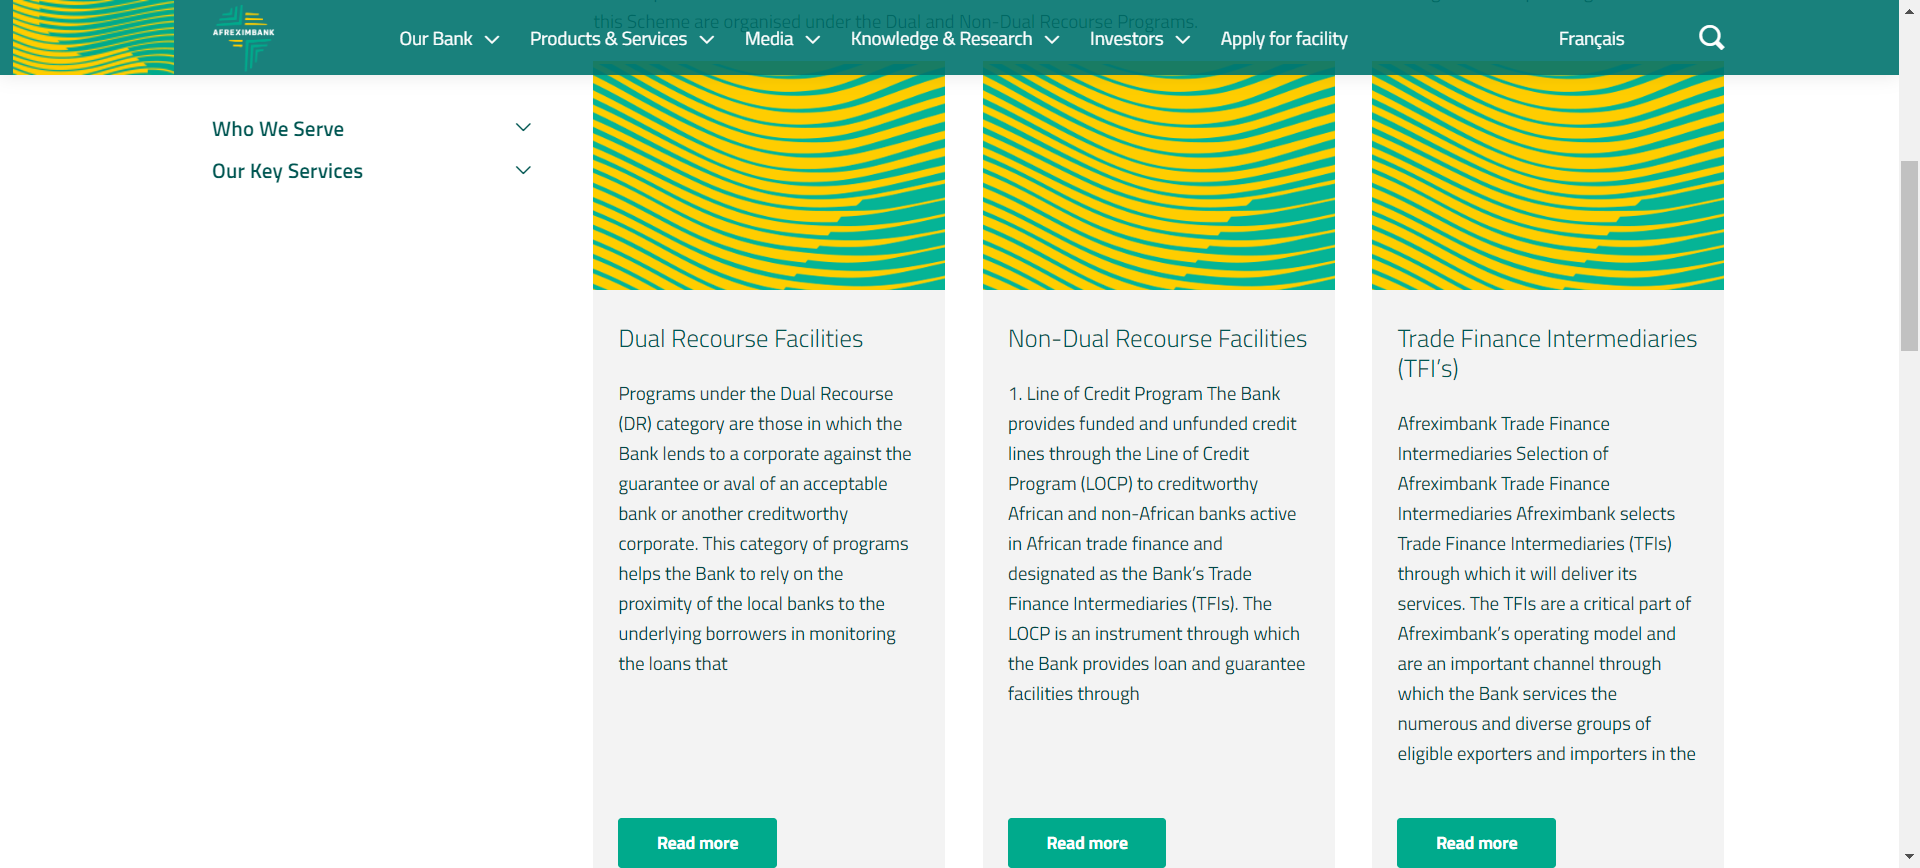 this Scheme are organised under the Dual and Non-Dual Recourse Programs.
AFREXIMBANK
Our Bank
Products & Services
Media
Knowledge & Research
Investors
Apply for facility
Français
Who We Serve
Our Key Services
Dual Recourse Facilities
Programs under the Dual Recourse
(DR) category are those in which the
Bank lends to a corporate against the
guarantee or aval of an acceptable
bank or another creditworthy
corporate. This category of programs
helps the Bank to rely on the
proximity of the local banks to the
underlying borrowers in monitoring
the loans that
Read more
Non-Dual Recourse Facilities
1. Line of Credit Program The Bank
provides funded and unfunded credit
lines through the Line of Credit
Program (LOCP) to creditworthy
African and non-African banks active
in African trade finance and
designated as the Bank’s Trade
Finance Intermediaries (TFIs). The
LOCP is an instrument through which
the Bank provides loan and guarantee
facilities through
Read more
Trade Finance Intermediaries
(TFI’s)
Afreximbank Trade Finance
Intermediaries Selection of
Afreximbank Trade Finance
Intermediaries Afreximbank selects
Trade Finance Intermediaries (TFIs)
through which it will deliver its
services. The TFIs are a critical part of
Afreximbank’s operating model and
are an important channel through
which the Bank services the
numerous and diverse groups of
eligible exporters and importers in the
Read more